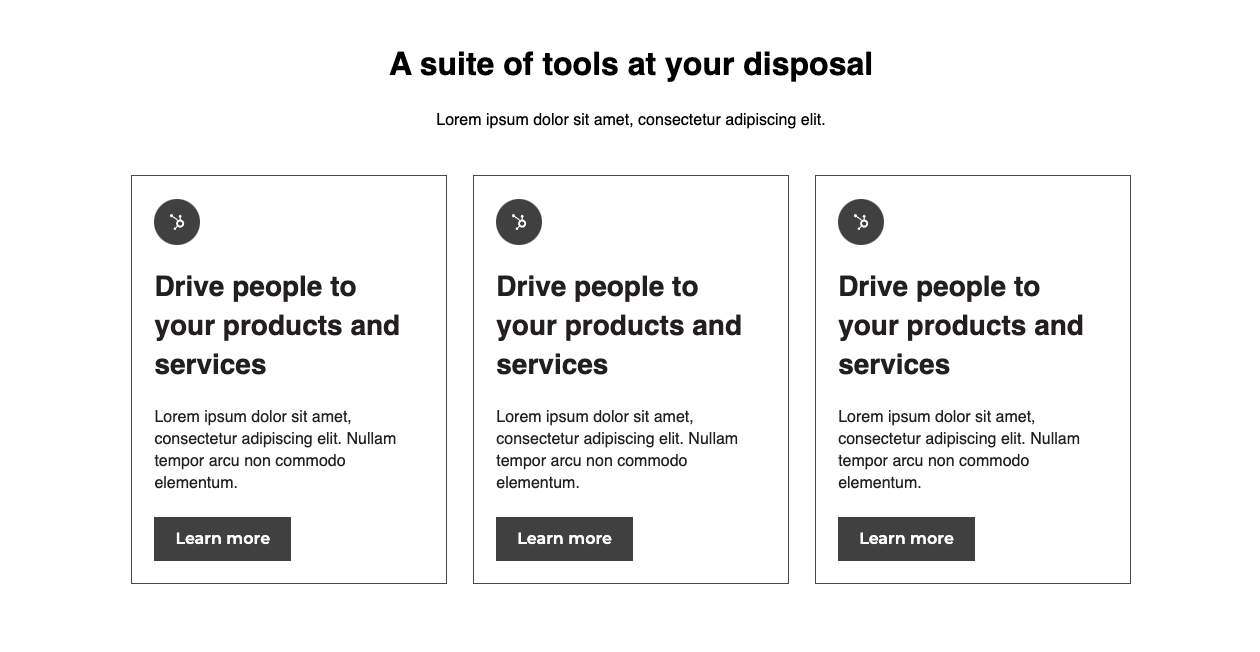 A suite of tools at your disposal
Lorem ipsum dolor sit amet, consectetur adipiscing elit.
Drive people to
your products and
services
Lorem ipsum dolor sit amet,
consectetur adipiscing elit. Nullam
tempor arcu non commodo
elementum.
Learn more
Drive people to
your products and
services
Lorem ipsum dolor sit amet,
consectetur adipiscing elit. Nullam
tempor arcu non commodo
elementum.
Learn more
Drive people to
your products and
services
Lorem ipsum dolor sit amet,
consectetur adipiscing elit. Nullam
tempor arcu non commodo
elementum.
Learn more